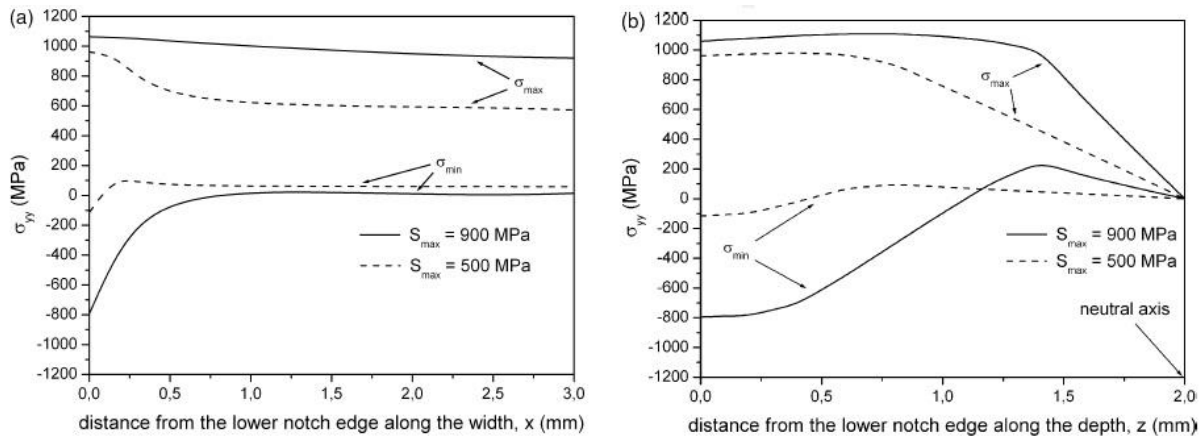 (a)
1200
1000
800
600
400
200
0
-200
-400
-600
-800
-1000
-1200
σyy (MPa)
σmax
σmin
Smax = 900 MPa
Smax = 500 MPa
0,0 0,5 1,0 1,5 2,0 2,5 3,0
distance from the lower notch edge along the width, x (mm)
(b)
1200
1000
800
600
400
200
0
-200
-400
-600
-800
-1000
-1200
σyy (MPa)
σmax
σmin
Smax = 900 MPa
Smax = 500 MPa
neutral axis
0,0 0,5 1,0 1,5 2,0
distance from the lower notch edge along the depth, z (mm)